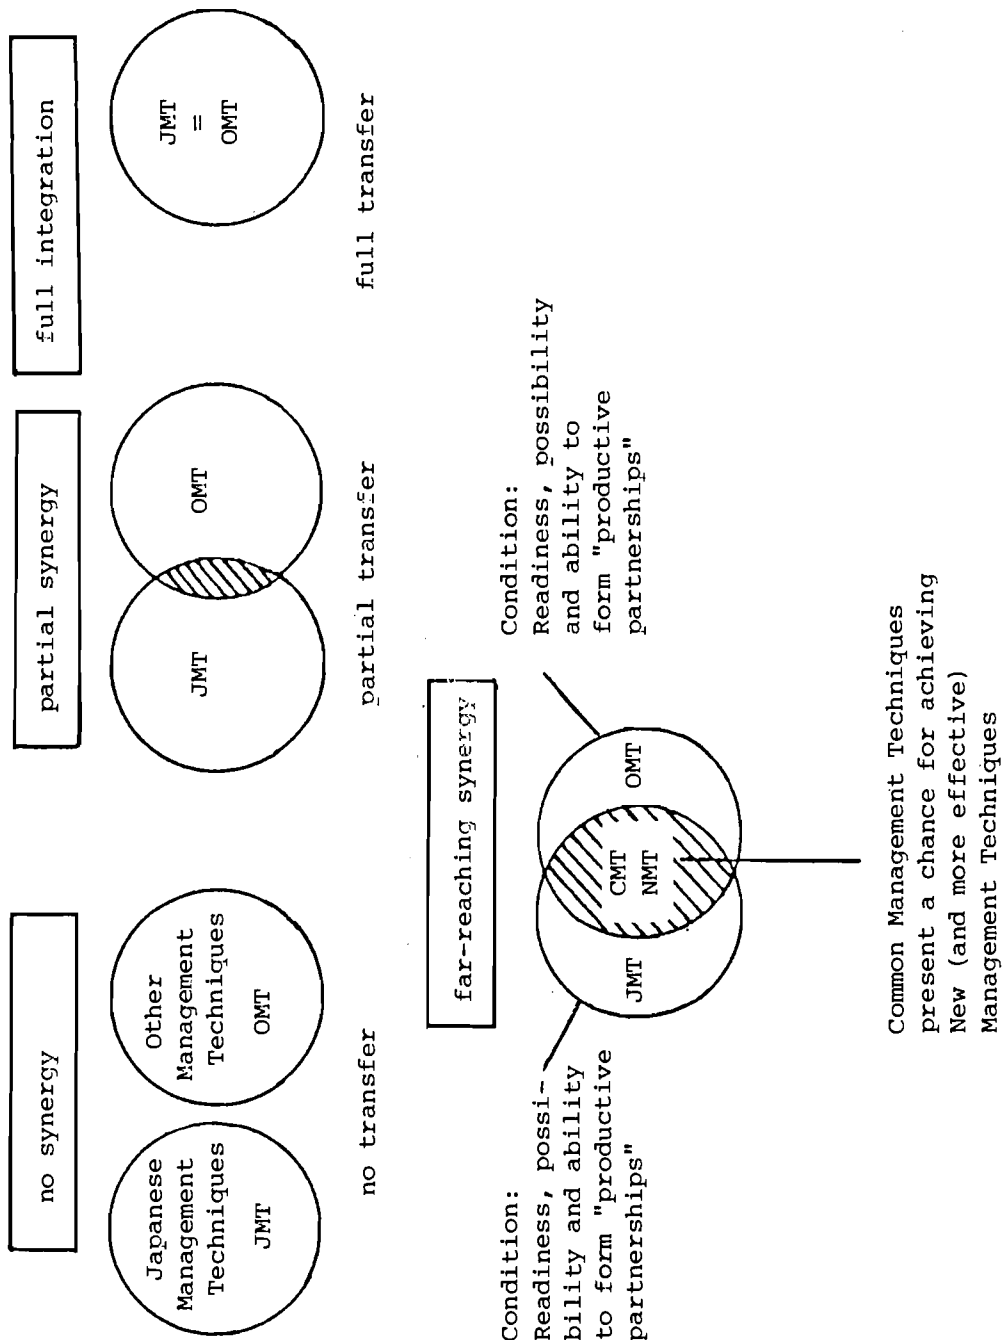 no synergy
Japanese
Management
Techniques
JMT
Other
Management
Techniques
OMT
no transfer
partial synergy
JMT
OMT
partial transfer
full integration
JMT
=
OMT
full transfer
far-reaching synergy
Condition:
Readiness, possi-
bility and ability
to form "productive
partnerships"
JMT
CMT
NMT
OMT
Condition:
Readiness, possibility
and ability to
form "productive
partnerships"
Common Management Techniques
present a chance for achieving
New (and more effective)
Management Techniques